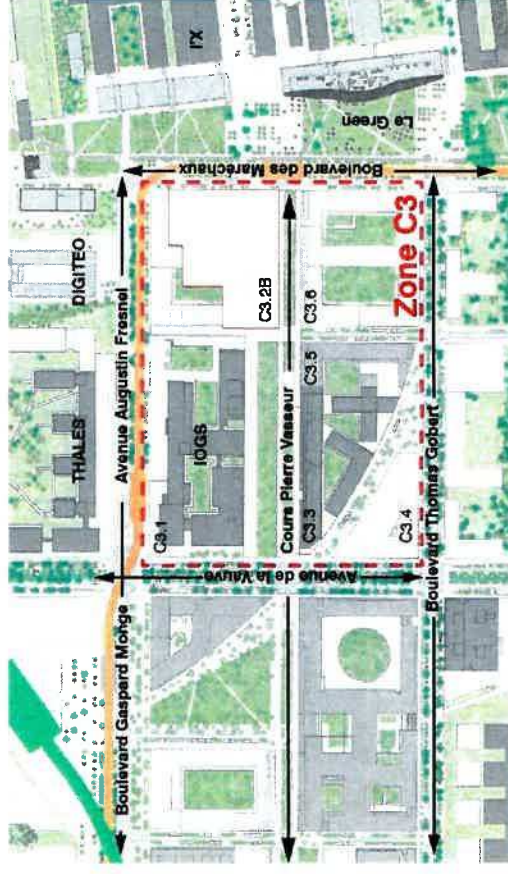 THALES
DIGITEO
I'X
Boulevard Gaspard Monge
Avenue Augustin Fresnel
Boulevard des Maréchaux
Le Green
C3.1
IOGS
C3.2B
Avenue de la Vauve
Cours Pierre Vasseur
C3.3
C3.5
C3.6
C3.4
Zone C3
Boulevard Thomas Gobert